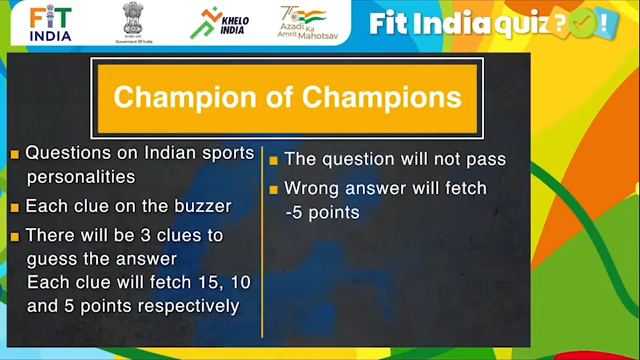 FIT
INDIA
Government Of India
KHELO
INDIA
75
Azadi Ka
Amrit Mahotsav
Fit India quiz?!
Champion of Champions
Questions on Indian sports
personalities
Each clue on the buzzer
There will be 3 clues to
guess the answer
Each clue will fetch 15, 10
and 5 points respectively
The question will not pass
Wrong answer will fetch
-5 points